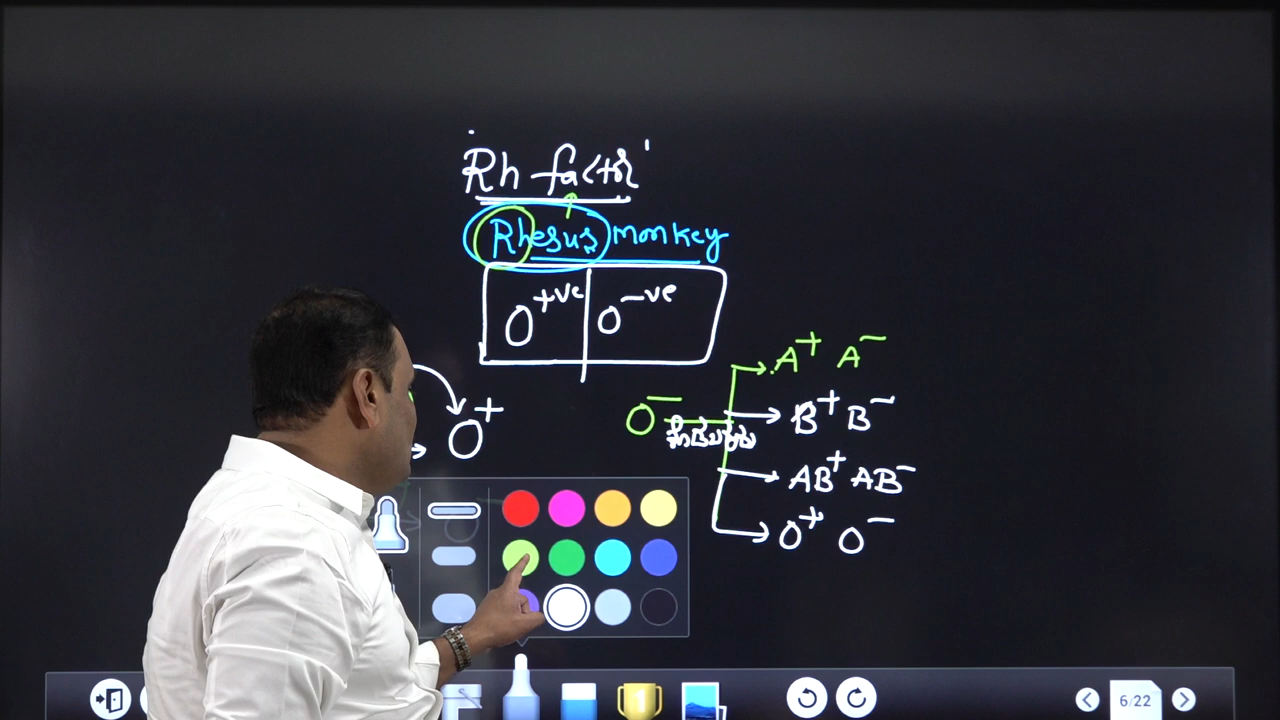 Rh factor
Rhesus monkey
O+ve O-ve
A+ A-
O-
B+ B-
O+
AB+ AB-
O+ O-
6/22